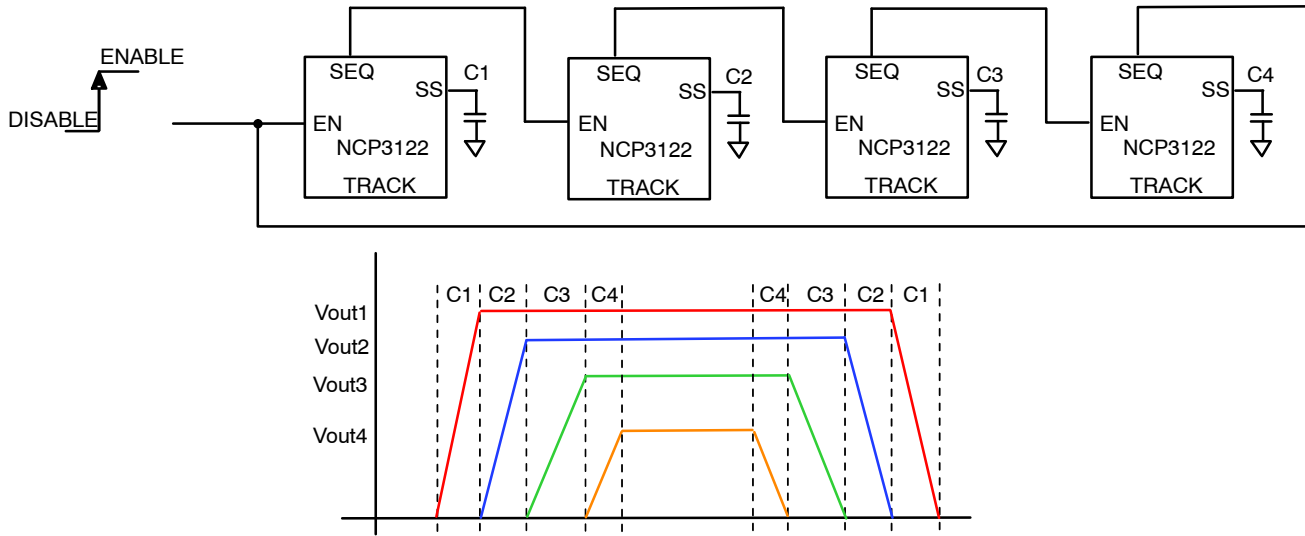 ENABLE
DISABLE
SEQ
C1
SS
EN
NCP3122
TRACK
SEQ
C2
SS
EN
NCP3122
TRACK
SEQ
C3
SS
EN
NCP3122
TRACK
SEQ
C4
SS
EN
NCP3122
TRACK
C1 C2 C3 C4 C4 C3 C2 C1
Vout1
Vout2
Vout3
Vout4